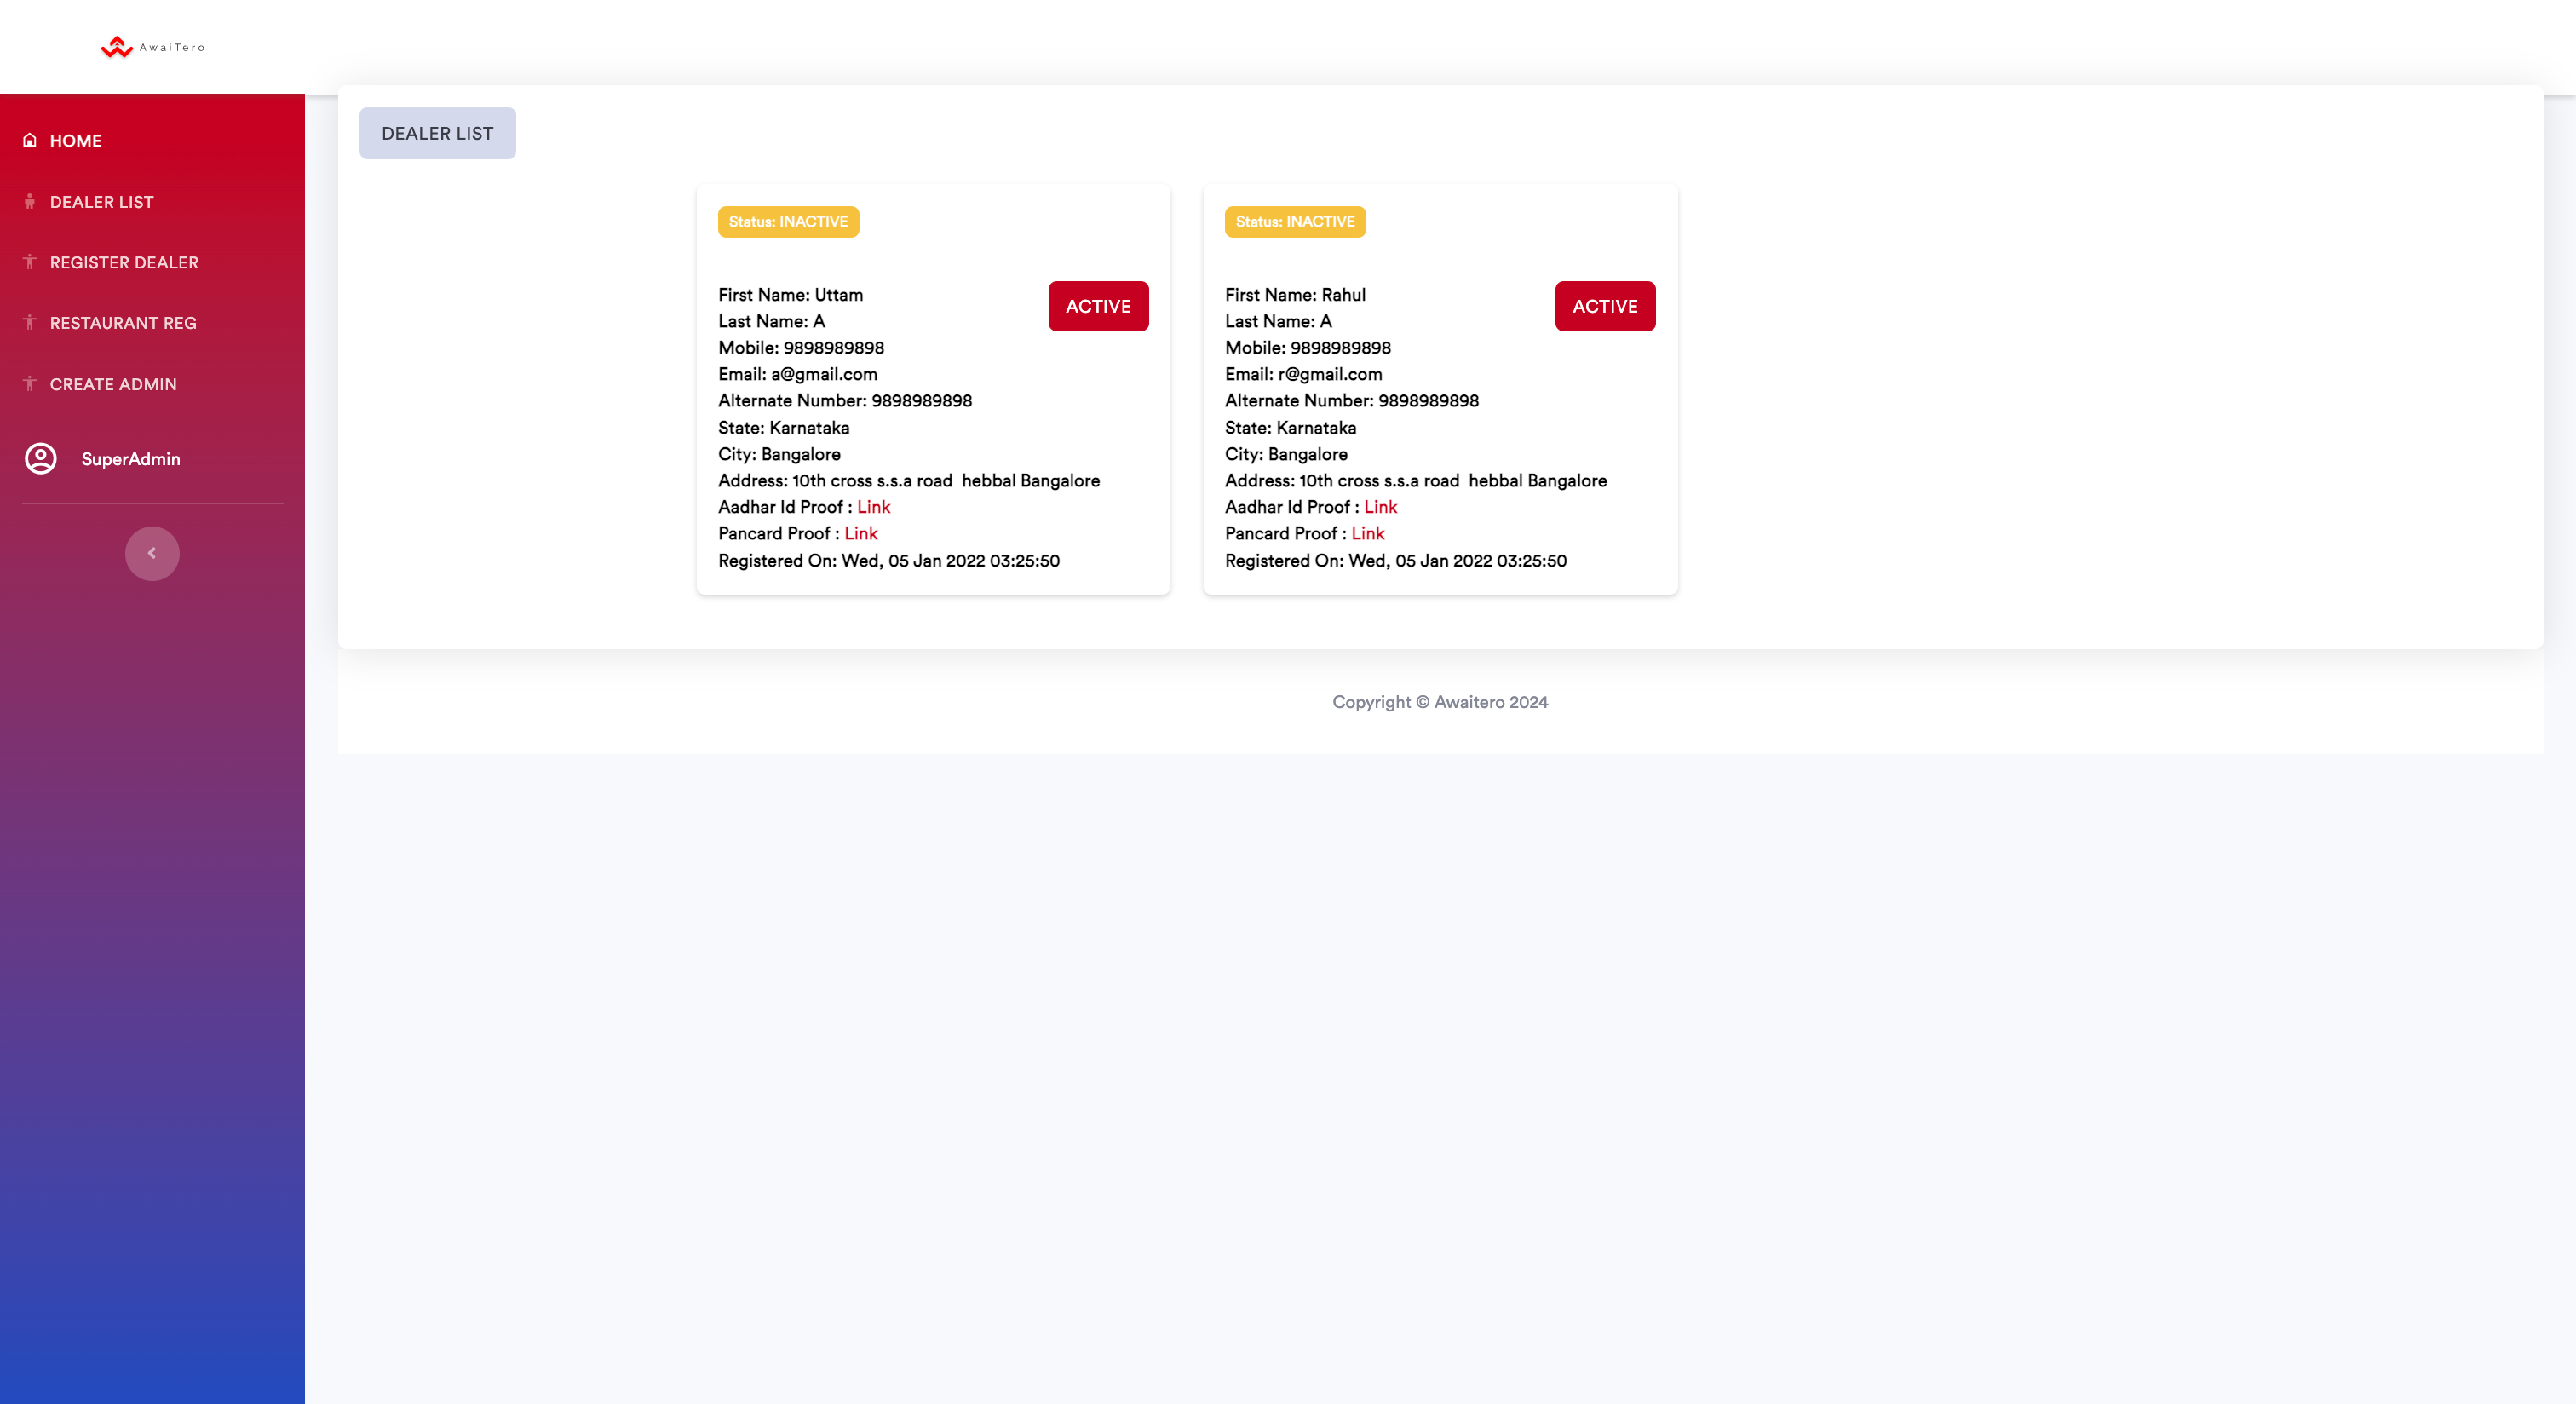 AwaiTero
HOME
DEALER LIST
REGISTER DEALER
RESTAURANT REG
CREATE ADMIN
SuperAdmin
DEALER LIST
Status: INACTIVE
ACTIVE
First Name: Uttam
Last Name: A
Mobile: 9898989898
Email: a@gmail.com
Alternate Number: 9898989898
State: Karnataka
City: Bangalore
Address: 10th cross s.s.a road  hebbal Bangalore
Aadhar Id Proof : Link
Pancard Proof : Link
Registered On: Wed, 05 Jan 2022 03:25:50
Status: INACTIVE
ACTIVE
First Name: Rahul
Last Name: A
Mobile: 9898989898
Email: r@gmail.com
Alternate Number: 9898989898
State: Karnataka
City: Bangalore
Address: 10th cross s.s.a road  hebbal Bangalore
Aadhar Id Proof : Link
Pancard Proof : Link
Registered On: Wed, 05 Jan 2022 03:25:50
Copyright © Awaitero 2024